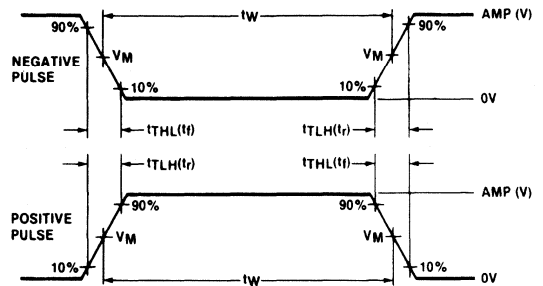 tW
AMP (V)
90%
90%
VM
VM
NEGATIVE
PULSE
10%
10%
0V
tTHL(tf)
tTLH(tr)
tTLH(tr)
tTHL(tf)
AMP (V)
90%
90%
POSITIVE
PULSE
VM
VM
10%
10%
tW
0V